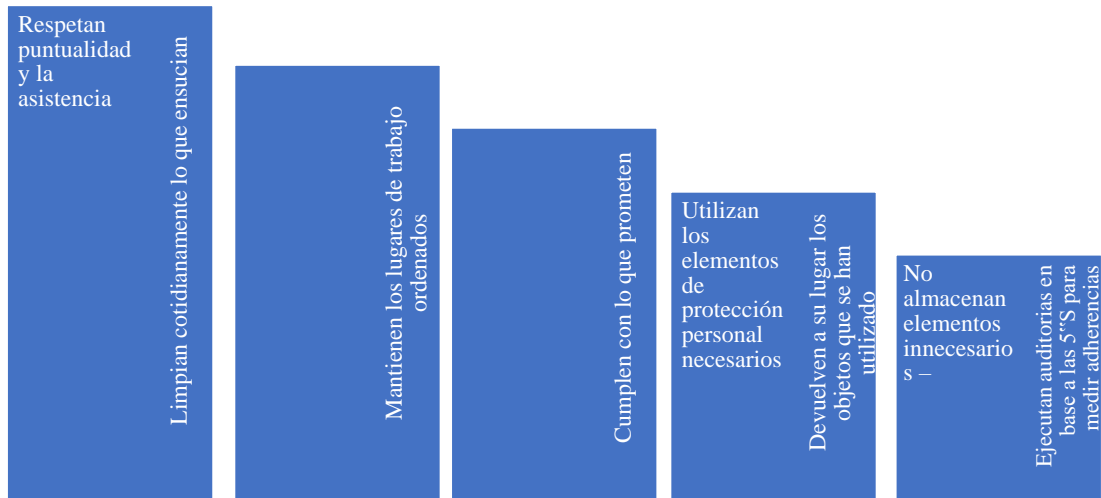 Respetan
puntualidad
y la
asistencia
Limpian cotidianamente lo que ensucian
Mantienen los lugares de trabajo
ordenados
Cumplen con lo que prometen
Utilizan
los
elementos
de
protección
personal
necesarios
Devuelven a su lugar los
objetos que se han
utilizado
No
almacenan
elementos
innecesario
s –
Ejecutan auditorias en
base a las 5‟‟S para
medir adherencias